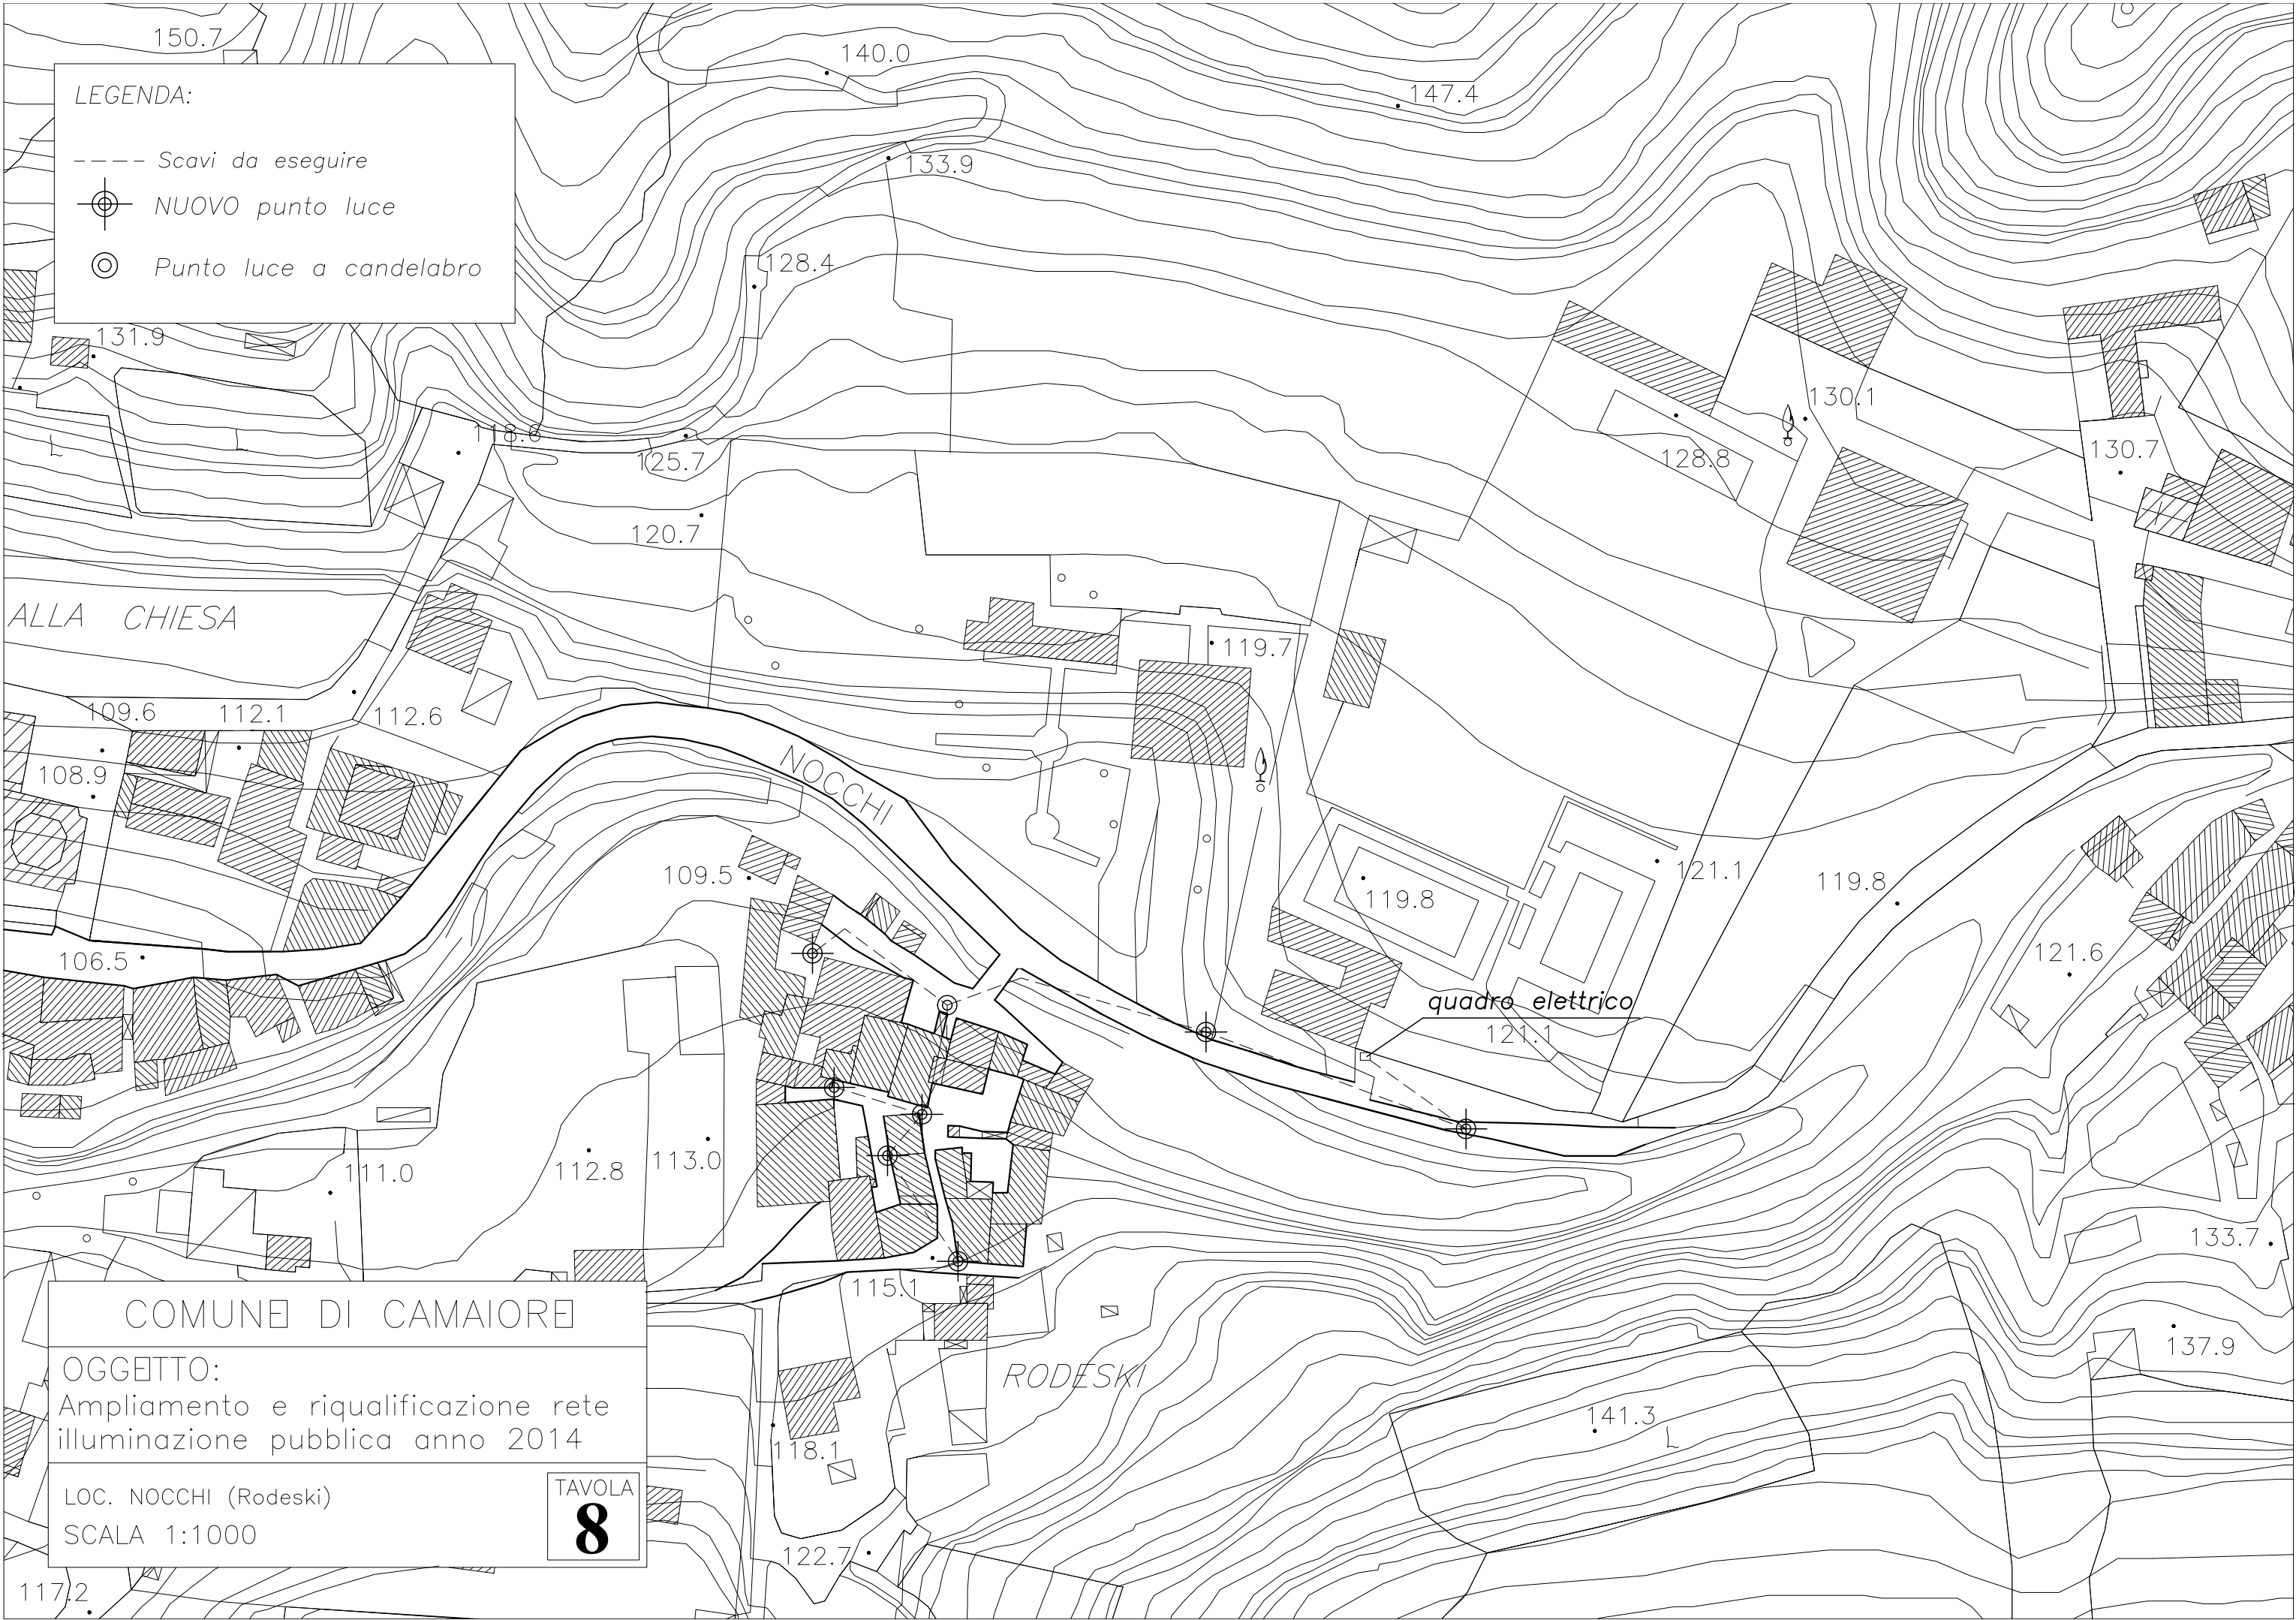 150.7
140.0
147.4
LEGENDA:
Scavi da eseguire
NUOVO punto luce
Punto luce a candelabro
133.9
128.4
131.9
130.1
118.6
125.7
128.8
130.7
L
L
120.7
ALLA CHIESA
119.7
109.6
112.1
112.6
108.9
NOCCHI
109.5
121.1
119.8
119.8
106.5
121.6
quadro elettrico
121.1
111.0
112.8
113.0
133.7
115.1
COMUNE DI CAMAIORE
OGGETTO:
Ampliamento e riqualificazione rete
illuminazione pubblica anno 2014
LOC. NOCCHI (Rodeski)
SCALA 1:1000
TAVOLA
8
RODESKI
137.9
141.3
L
118.1
122.7
117.2